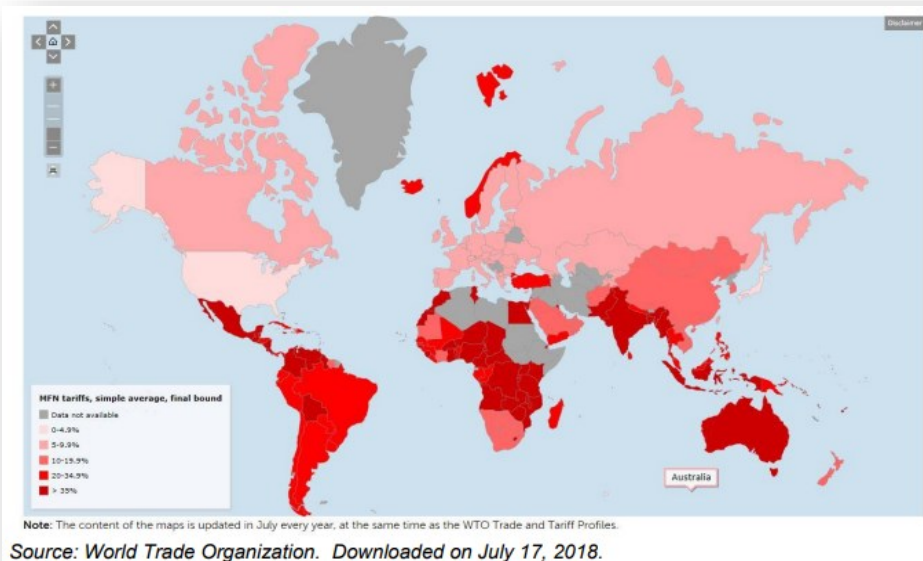 Disclaimer
MFN tariffs, simple average, final bound
Data not available
0-4.9%
5-9.9%
10-19.9%
20-34.9%
> 35%
Australia
Note: The content of the maps is updated in July every year, at the same time as the WTO Trade and Tariff Profiles.
Source: World Trade Organization. Downloaded on July 17, 2018.